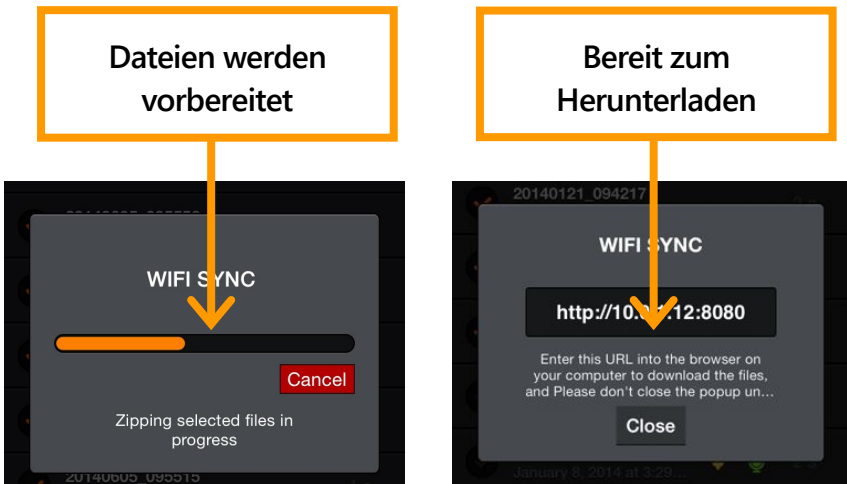 Dateien werden
vorbereitet
Bereit zum
Herunterladen
WIFI SYNC
Cancel
Zipping selected files in
progress
20140605_095515
20140121_094217
WIFI SYNC
Enter this URL into the browser on
your computer to download the files,
and Please don't close the popup un...
Close
January 8, 2014 at 3:29...